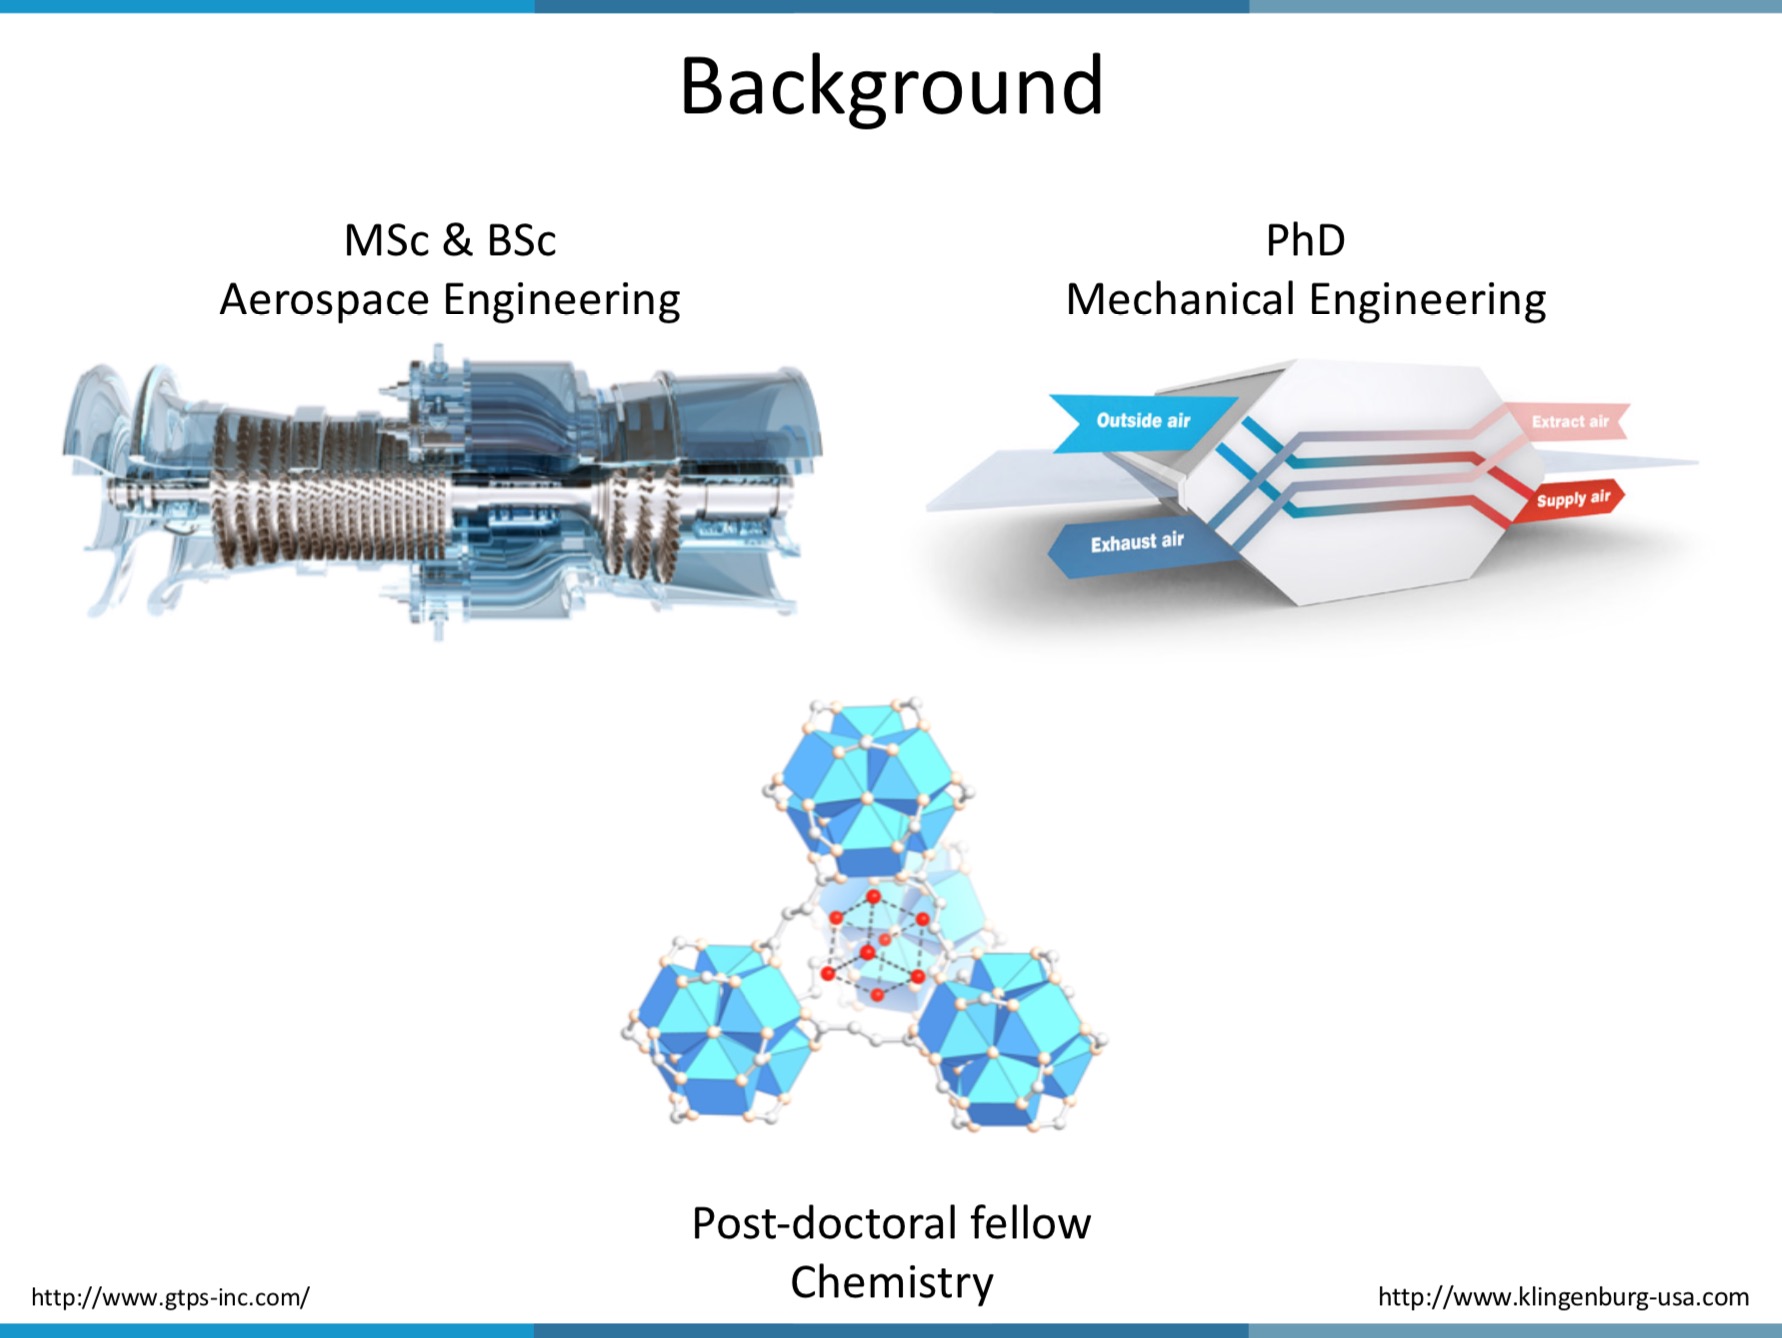 Background
MSc & BSc
Aerospace Engineering
PhD
Mechanical Engineering
Outside air
Extract air
Supply air
Exhaust air
Post-doctoral fellow
Chemistry
http://www.gtps-inc.com/
http://www.klingenburg-usa.com